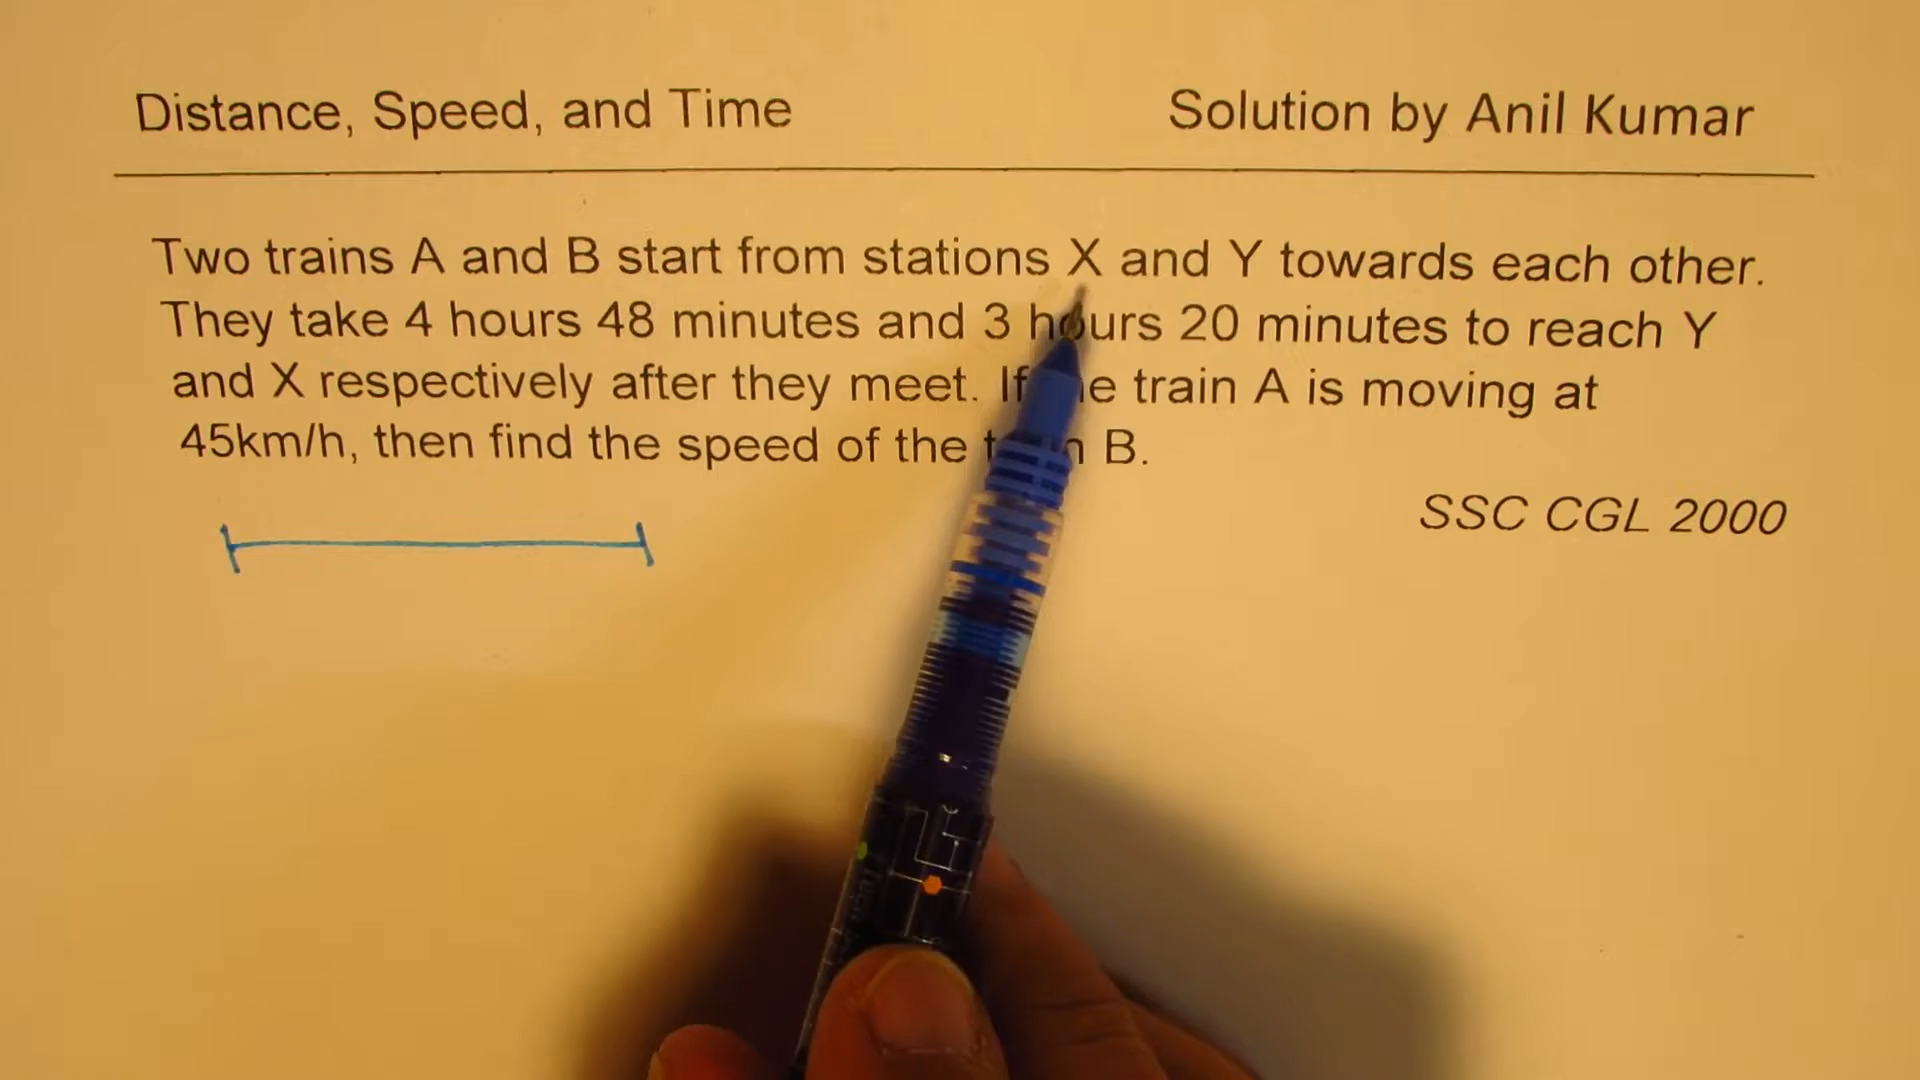 Distance, Speed, and Time
Solution by Anil Kumar
Two trains A and B start from stations X and Y towards each other.
They take 4 hours 48 minutes and 3 hours 20 minutes to reach Y
and X respectively after they meet. If train A is moving at
45km/h, then find the speed of the B.
SSC CGL 2000